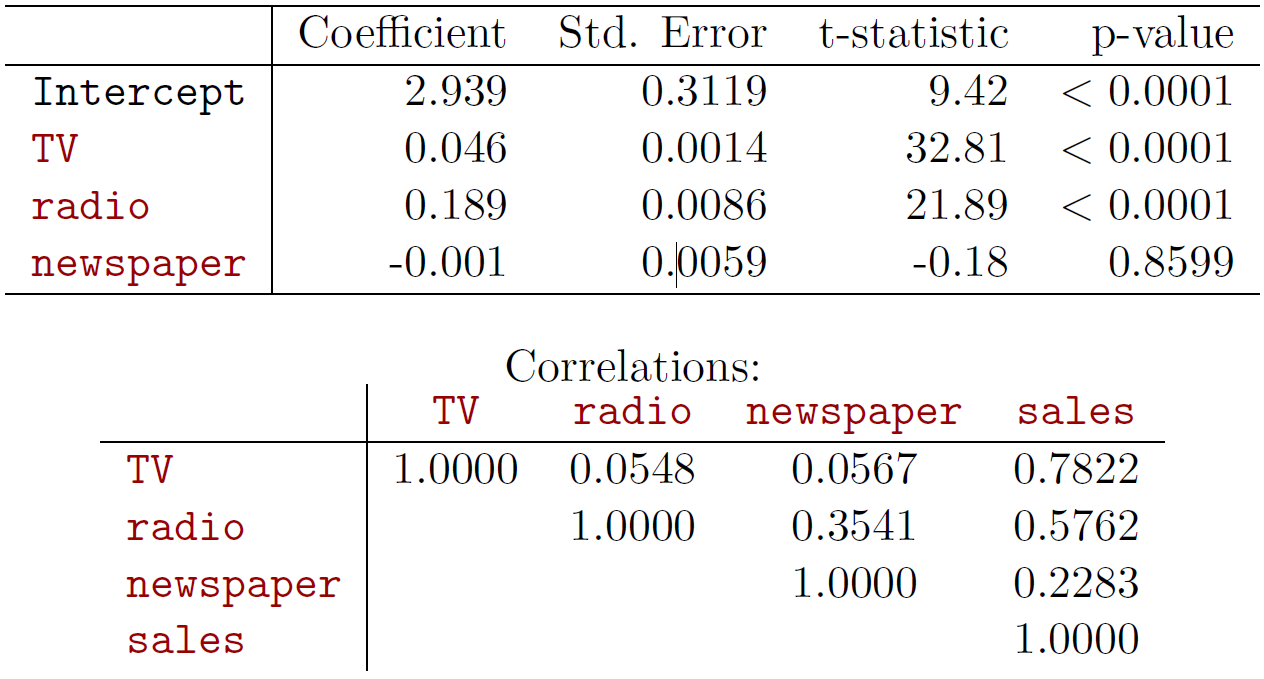 Coefficient Std. Error t-statistic p-value
Intercept 2.939 0.3119 9.42 < 0.0001
TV 0.046 0.0014 32.81 < 0.0001
radio 0.189 0.0086 21.89 < 0.0001
newspaper -0.001 0.0059 -0.18 0.8599
Correlations:
TV radio newspaper sales
TV 1.0000 0.0548 0.0567 0.7822
radio 1.0000 0.3541 0.5762
newspaper 1.0000 0.2283
sales 1.0000